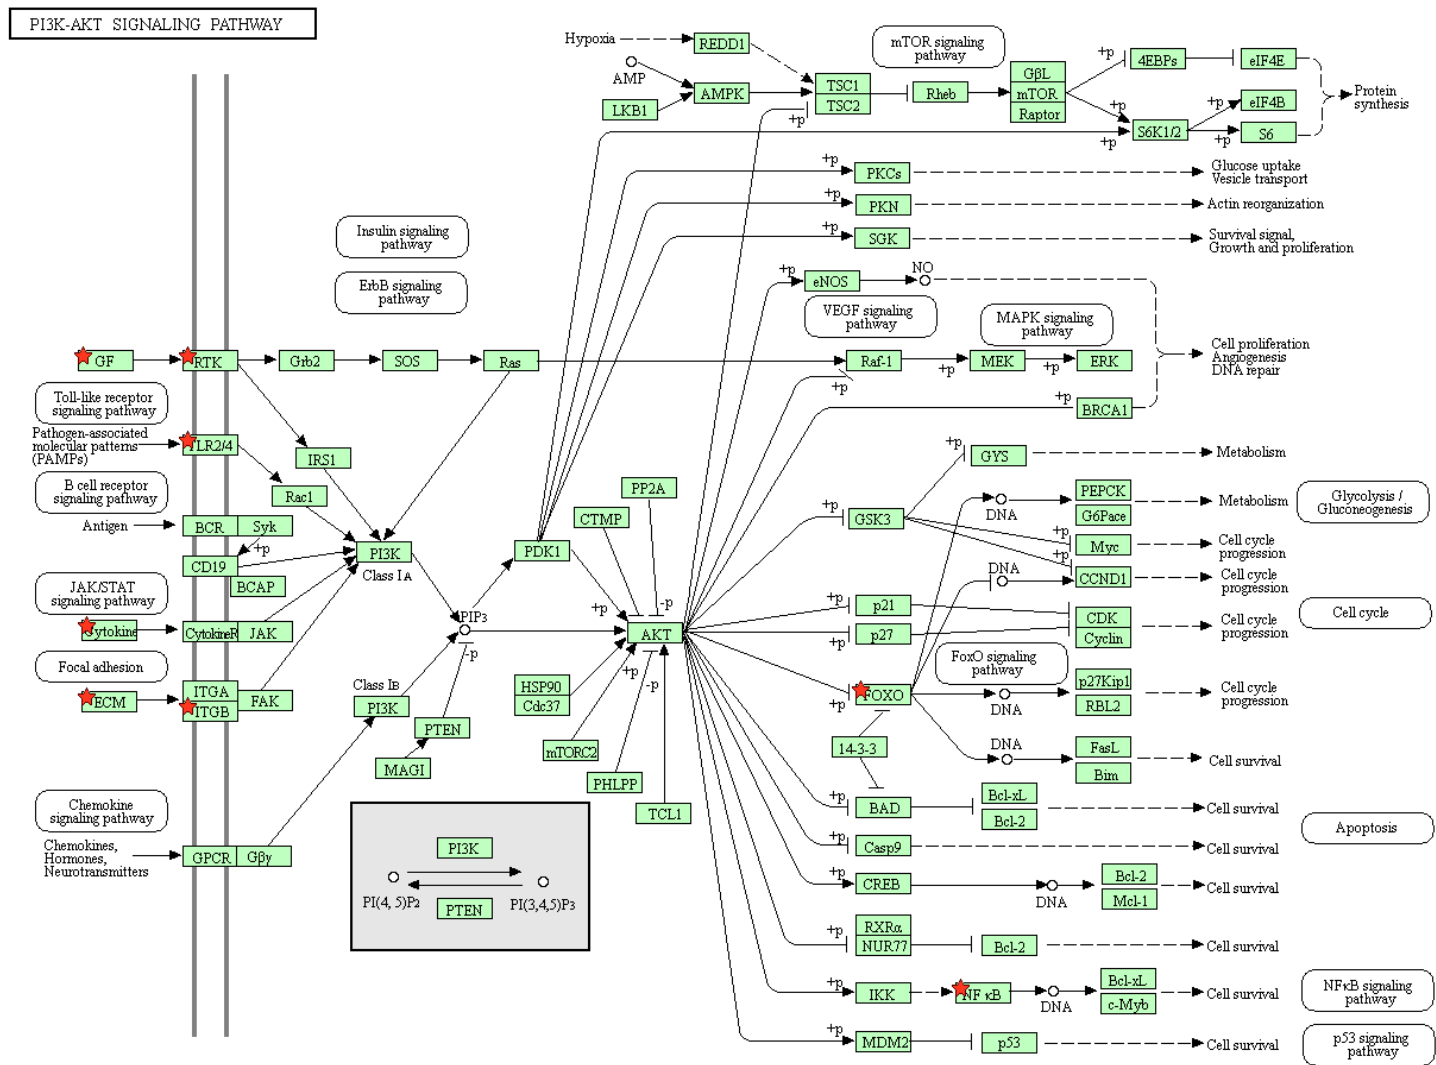 PI3K-AKT SIGNALING PATHWAY
Hypoxia
REDD1
mTOR signaling
pathway
AMP
LKB1
AMPK
TSC1
TSC2
+p
Rheb
GβL
mTOR
Raptor
+p
4EBPs
eIF4E
+p
S6K1/2
+p
+p
eIF4B
+p
S6
Protein
synthesis
+p
PKCs
Glucose uptake
Vesicle transport
+p
PKN
Actin reorganization
+p
SGK
Survival signal,
Growth and proliferation
Insulin signaling
pathway
ErbB signaling
pathway
+p
eNOS
NO
VEGF signaling
pathway
MAPK signaling
pathway
GF
RTK
Grb2
SOS
Ras
Raf-1
+p
+p
MEK
+p
ERK
Cell proliferation
Angiogenesis
DNA repair
+p
BRCA1
Toll-like receptor
signaling pathway
Pathogen-associated
molecular patterns
(PAMPs)
TLR2/4
IRS1
Rac1
B cell receptor
signaling pathway
Antigen
BCR
Syk
+p
CD19
BCAP
PI3K
Class IA
JAK/STAT
signaling pathway
Cytokine
CytokineR
JAK
Focal adhesion
ECM
ITGA
ITGB
FAK
PIP3
-p
Class IB
PI3K
PTEN
MAGI
Chemokine
signaling pathway
Chemokines,
Hormones,
Neurotransmitters
GPCR
Gβγ
PI3K
PI(4, 5)P2
PTEN
PI(3,4,5)P3
PDK1
CTMP
PP2A
+p
-p
AKT
HSP90
Cdc37
mTORC2
+p
PHLPP
-p
TCL1
+p
GSK3
+p
GYS
Metabolism
DNA
PEPCK
G6Pace
Metabolism
Glycolysis /
Gluconeogenesis
+p
Myc
Cell cycle
progression
+p
DNA
CCND1
Cell cycle
progression
+p
p21
+p
p27
CDK
Cyclin
Cell cycle
progression
Cell cycle
FoxO signaling
pathway
+p
+p
FOXO
DNA
p27Kip1
RBL2
Cell cycle
progression
14-3-3
DNA
FasL
Bim
Cell survival
+p
BAD
Bcl-xL
Bcl-2
Cell survival
Apoptosis
+p
Casp9
Cell survival
+p
CREB
DNA
Bcl-2
Mcl-1
Cell survival
+p
RXRα
NUR77
Bcl-2
Cell survival
+p
IKK
NFκB
DNA
Bcl-xL
c-Myb
Cell survival
NFκB signaling
pathway
+p
MDM2
p53
Cell survival
p53 signaling
pathway